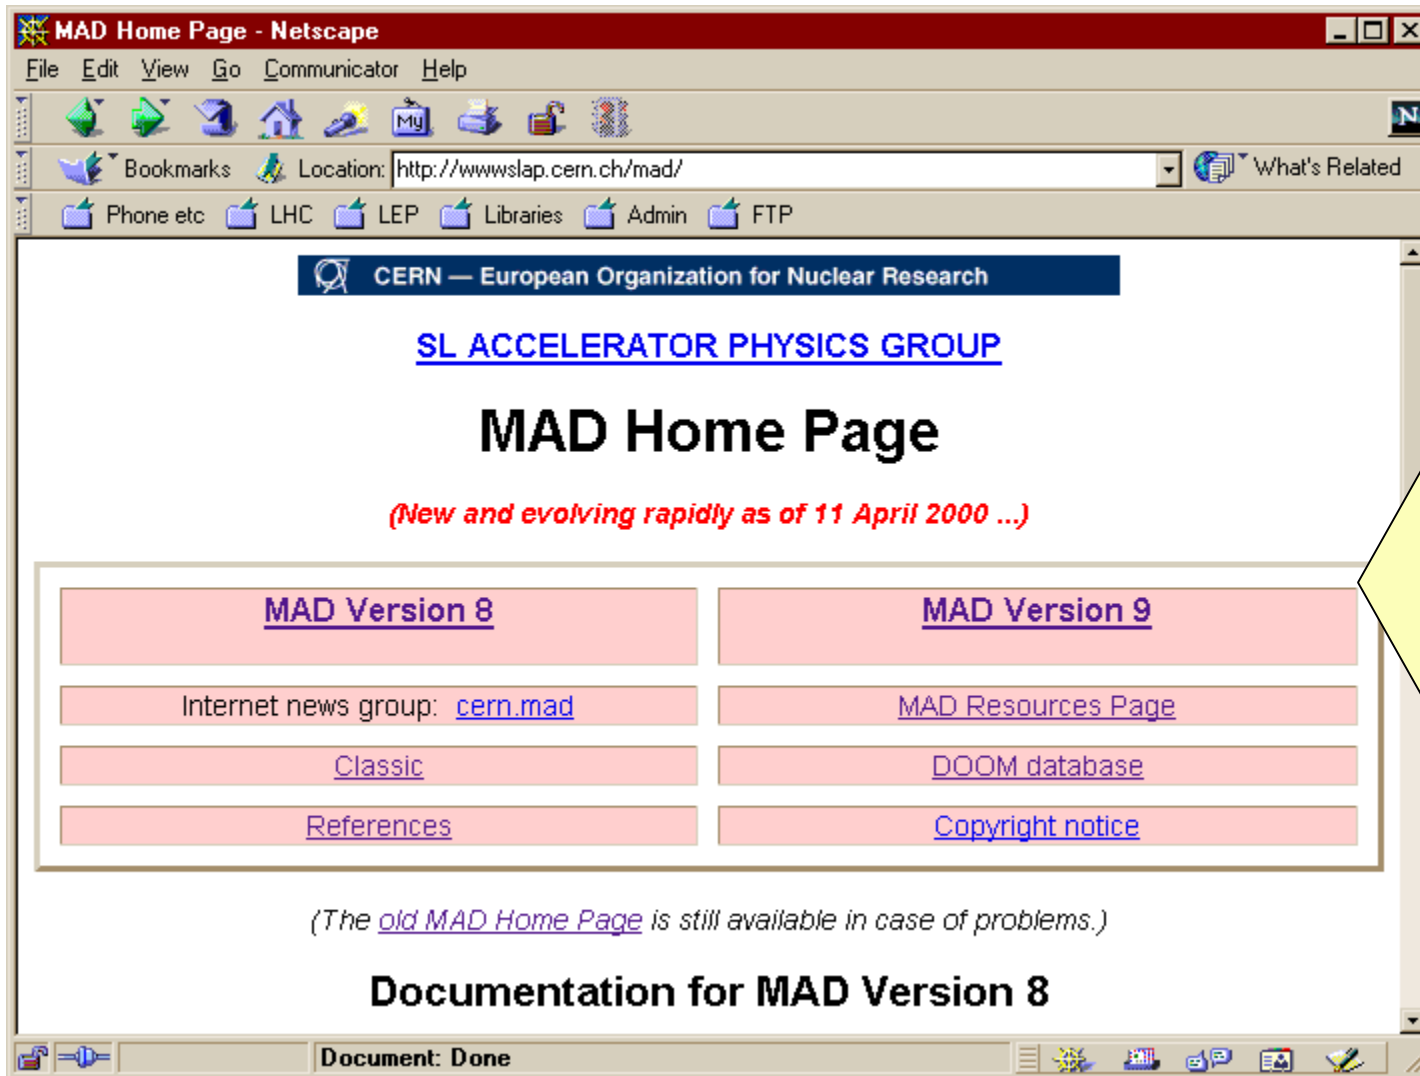 MAD Home Page - Netscape
File Edit View Go Communicator Help
My
N
Bookmarks Location: http://wwwslap.cern.ch/mad/ What's Related
Phone etc LHC LEP Libraries Admin FTP
CERN — European Organization for Nuclear Research
SL ACCELERATOR PHYSICS GROUP
MAD Home Page
(New and evolving rapidly as of 11 April 2000 ...)
MAD Version 8 MAD Version 9
Internet news group: cern.mad MAD Resources Page
Classic DOOM database
References Copyright notice
(The old MAD Home Page is still available in case of problems.)
Documentation for MAD Version 8
Document: Done